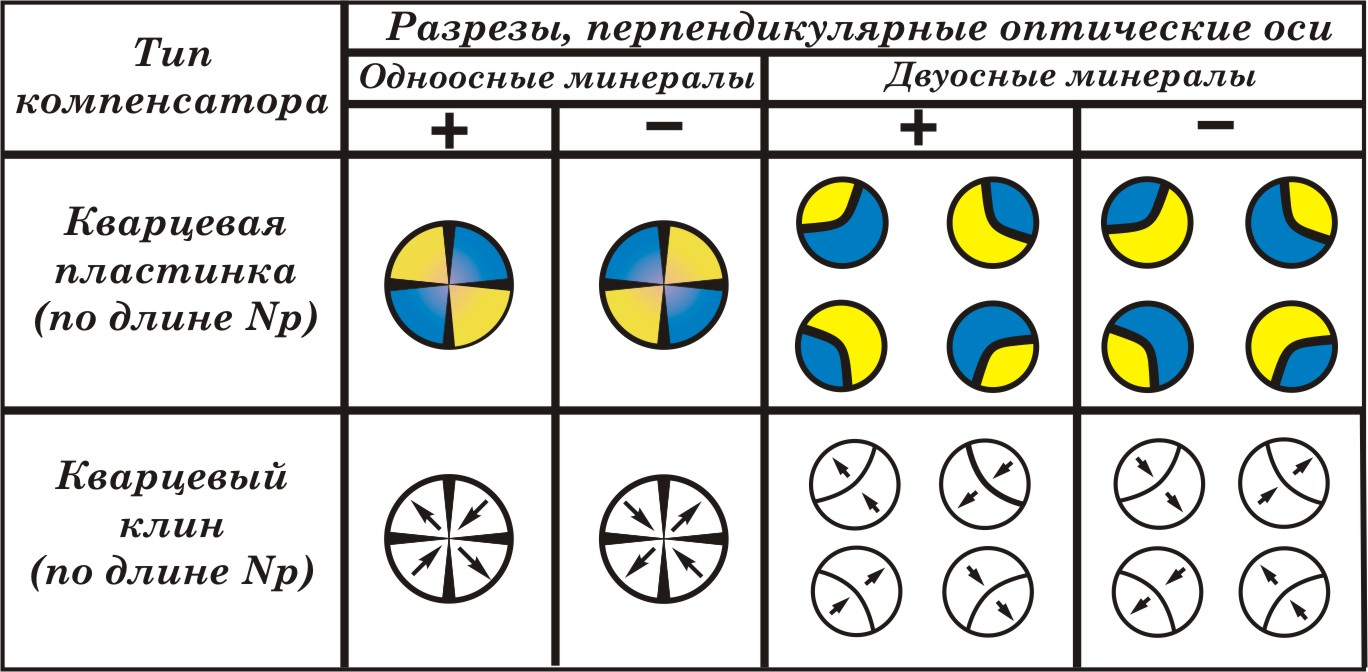 Тип
компенсатора
Разрезы, перпендикулярные оптические оси
Одноосные минералы
Двуосные минералы
+
−
+
−
Кварцевая
пластинка
(по длине Np)
Кварцевый
клин
(по длине Np)